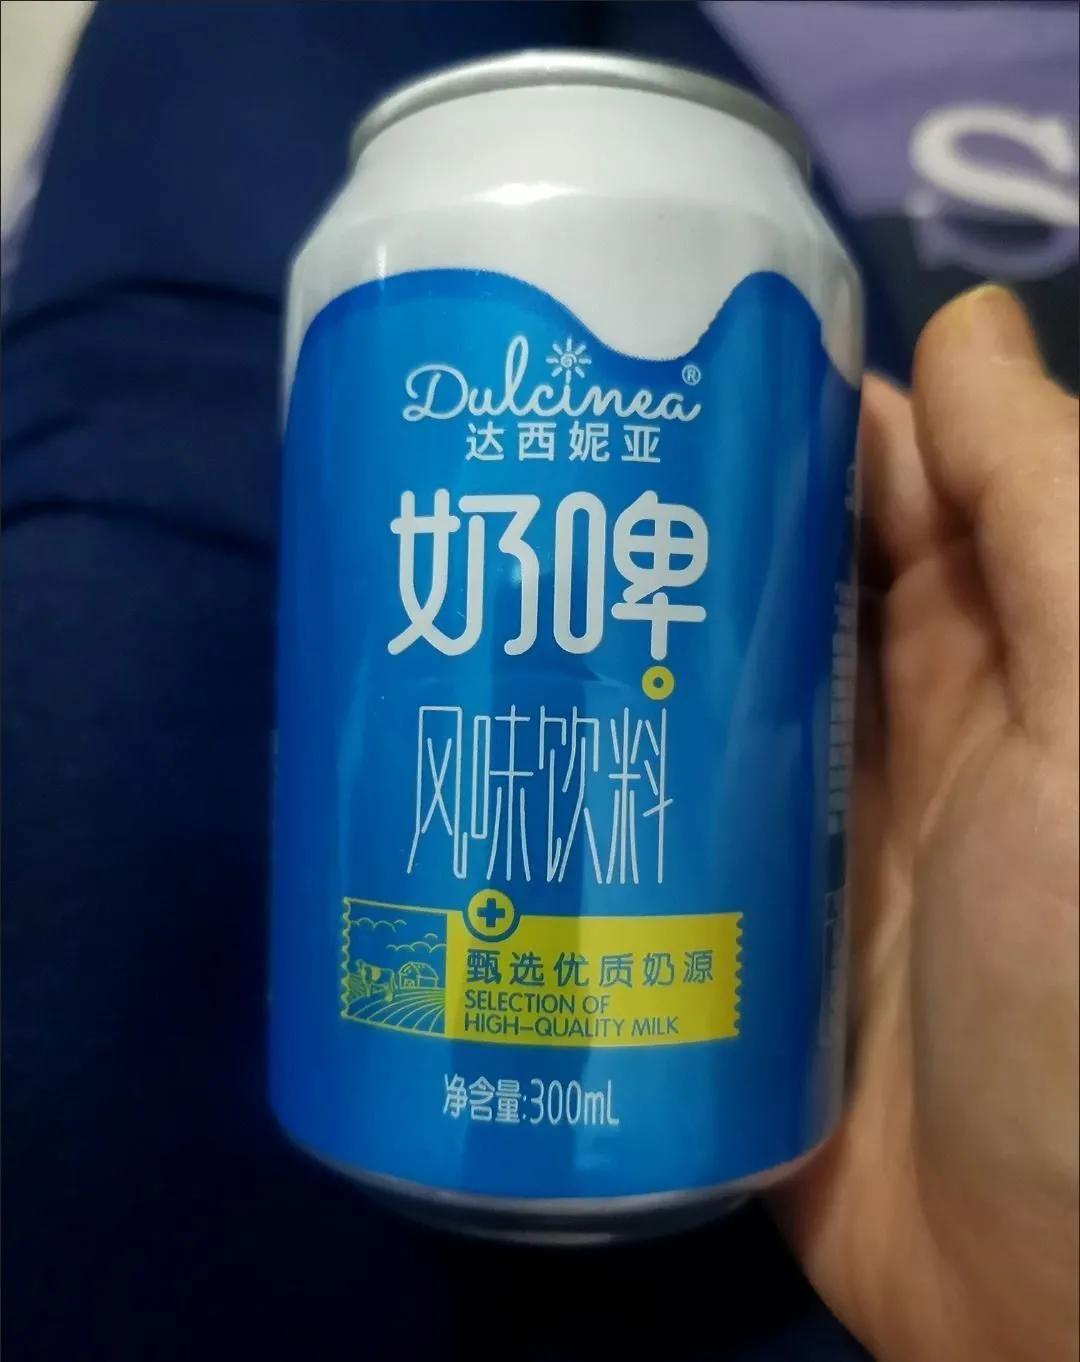 Dulcinea®
达西妮亚
奶啤
风味饮料
甄选优质奶源
SELECTION OF
HIGH-QUALITY MILK
净含量:300mL
S